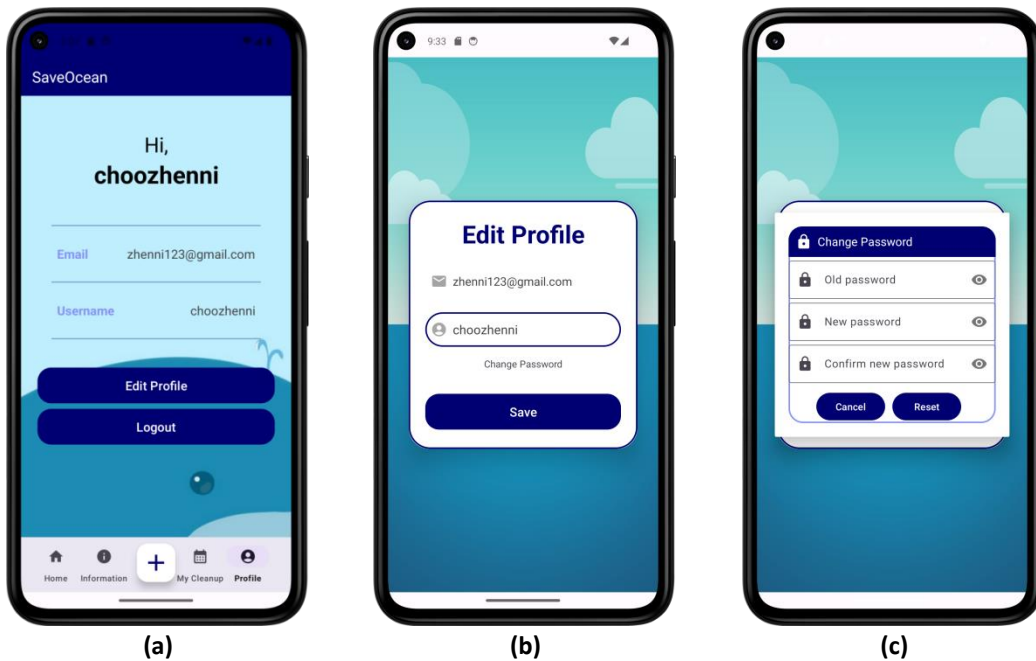 SaveOcean
Hi,
choozhenni
Email zhenni123@gmail.com
Username choozhenni
Edit Profile
Logout
Home Information + My Cleanup Profile
(a)
9:33
Edit Profile
zhenni123@gmail.com
choozhenni
Change Password
Save
(b)
Change Password
Old password
New password
Confirm new password
Cancel Reset
(c)